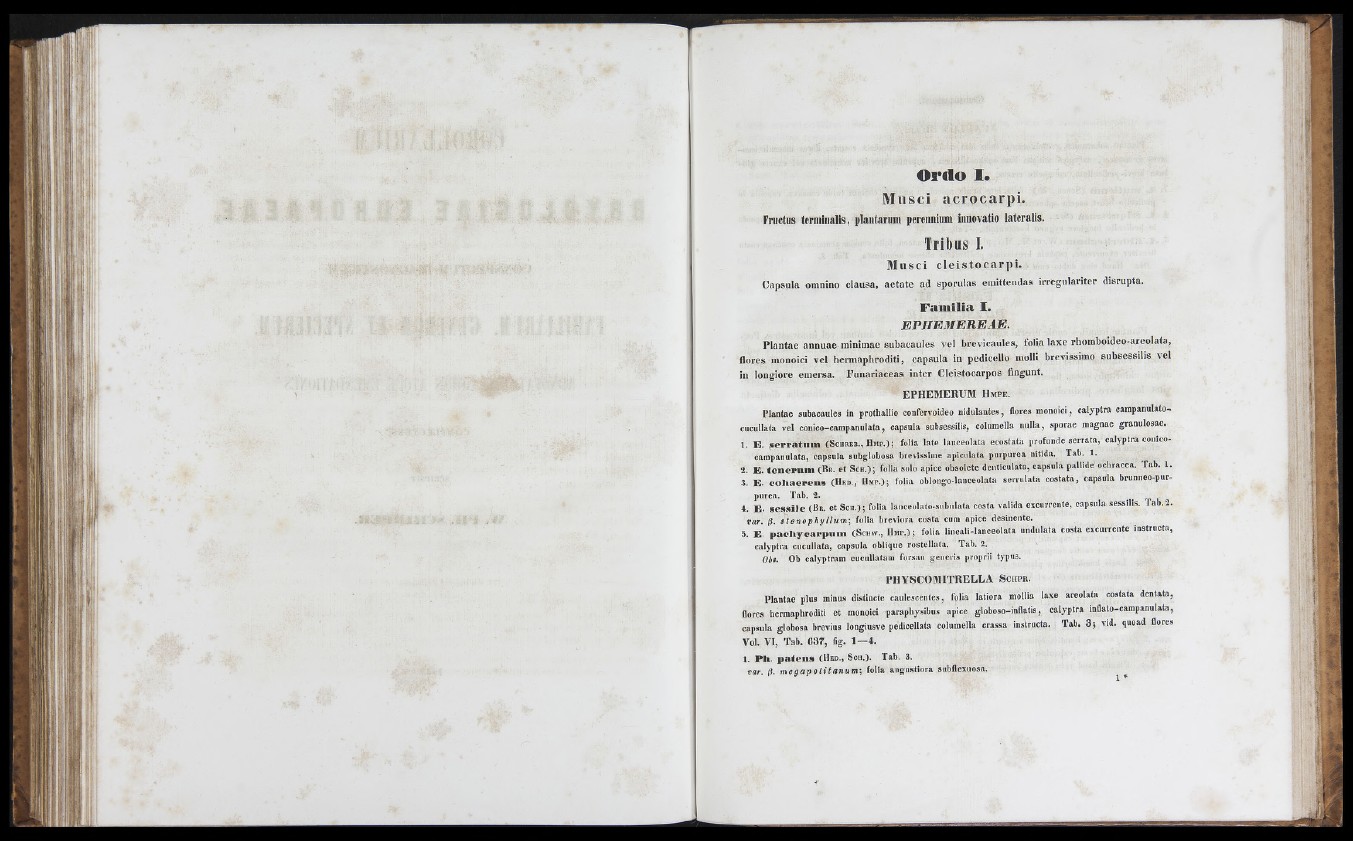 Ordo I.
Musci acrocarpi.
Fructus terminalis, plantarum perennium innovatio lateralis.
Tribus I.
Musci cleistocarpi.
Capsula omnino clausa, aetate ad sporulas emittendas irregulariter disrupta.
Familia I.
EPHEMEREAE.
Plantae annuae minimae subacaules vel brevicaules, folia laxe rhomboideo-areolata,
flores monoici vel hermaphroditi, capsula in pedicello molli brevissimo subsessilis vel
in longiore emersa. Funariaceas inter Cleistocarpos fingunt.
EPHEMERUM HMPE.
Plantae subacaules in prothallio confervoideo nidulantes, flores monoici, calyptra campanulato-
cucullata vel conico-campanulata, capsula subsessilis, columella nulla, sporae magnae granulosae.
1. E. serratum (SCHREB., HMP.); folia late lanceolata ecostata profunde serrata, calyptra conico-
campanulata, capsula subglobosa brevissime apiculata purpurea nitida. Tab. 1.
2. E. tenerum (BR. et SCH.); folia solo apice obsolete denticulata, capsula pallide ochracea. Tab. 1.
3. E. cohaerens (HED., HMP.); folia oblongo-lanceolata serrulata costata, capsula brunneo-pur-
purea. Tab. 2.
4. E. sessile (BR. et SCH.); folia lanceolato-subulata costa valida excurrente, capsula sessilis. Tab. 2.
var. β. stenophyllum; folia breviora costa cum apice desinente.
5. E. pachycarpum (SCHW., HMP.); folia lineali-lanceolata undulata costa excurrente instructa,
calyptra cucullata, capsula oblique rostellata. Tab. 2.
Obs. Ob calyptram cucullatam forsan generis proprii typus.
PHYSCOMITRELLA SCHPR.
Plantae plus minus distincte caulescentes, folia latiora mollia laxe areolata costata dentata,
flores hermaphroditi et monoici paraphysibus apice globoso-inflatis, calyptra inflato-campanulata,
capsula globosa brevius longiusve pedicellata columella crassa instructa. Tab. 3; vid. quoad flores
Vol. VI, Tab. 637, fig. 1—4.
1. Ph. patens (HED., SCH.). Tab. 3.
var. β. megapolitanum; folia angustiora subflexuosa.
1 *